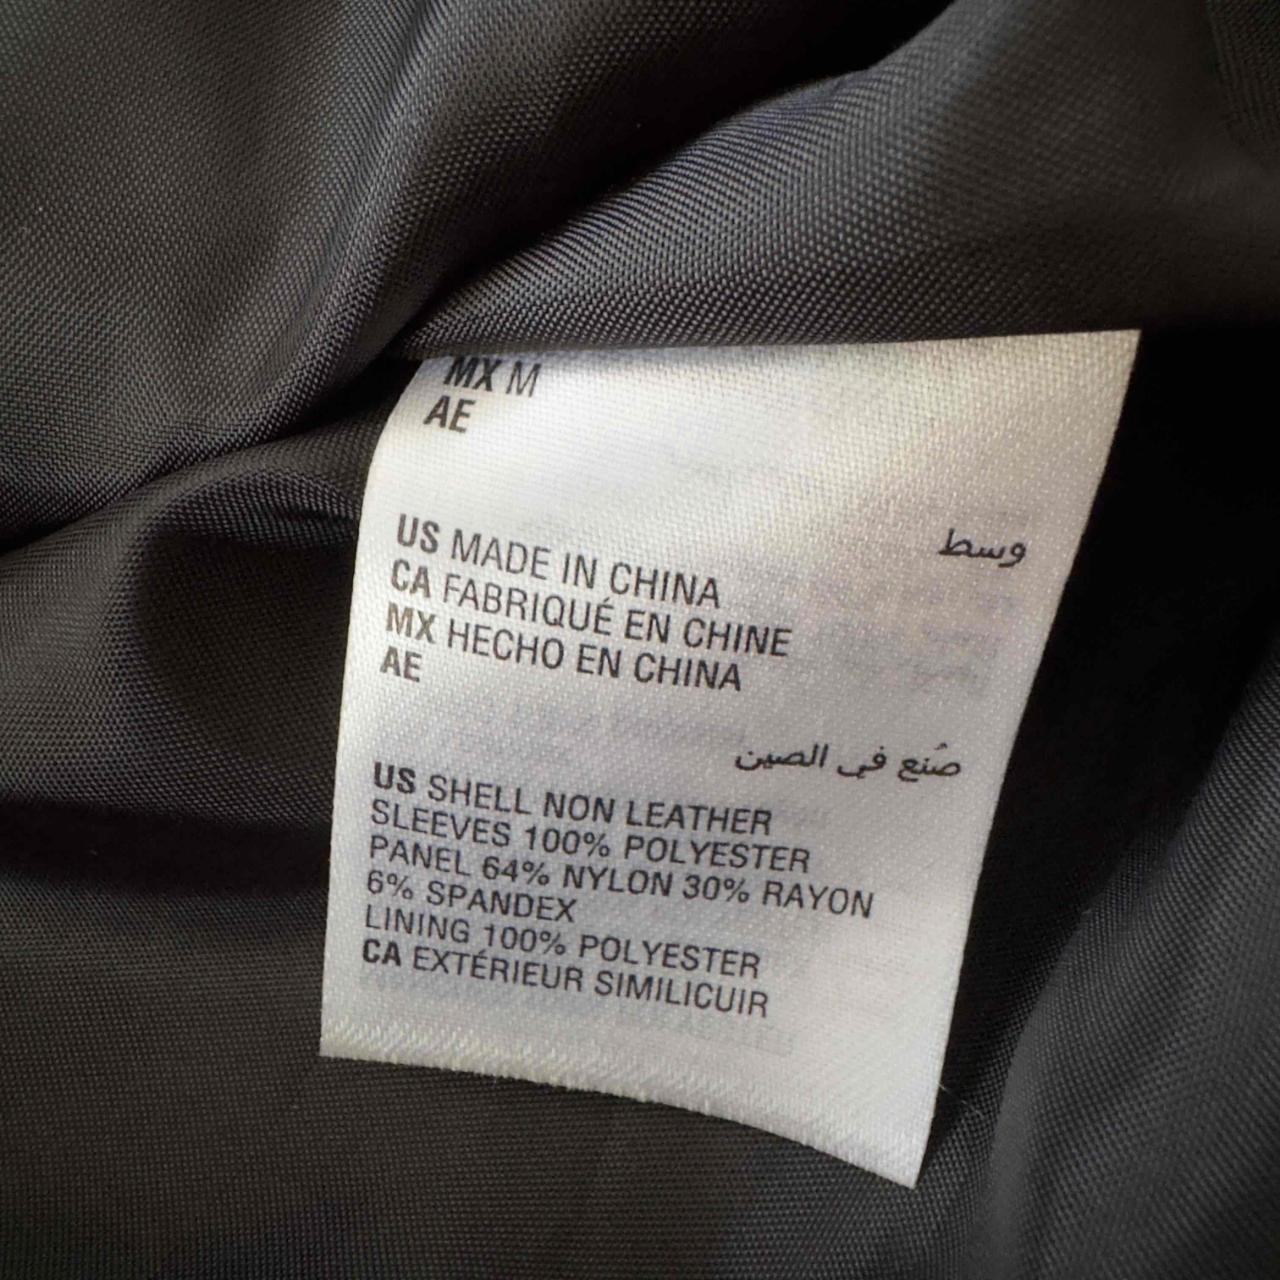 MX M
AE
وسط
US MADE IN CHINA
CA FABRIQUÉ EN CHINE
MX HECHO EN CHINA
AE
صُنع في الصين
US SHELL NON LEATHER
SLEEVES 100% POLYESTER
PANEL 64% NYLON 30% RAYON
6% SPANDEX
LINING 100% POLYESTER
CA EXTÉRIEUR SIMILICUIR